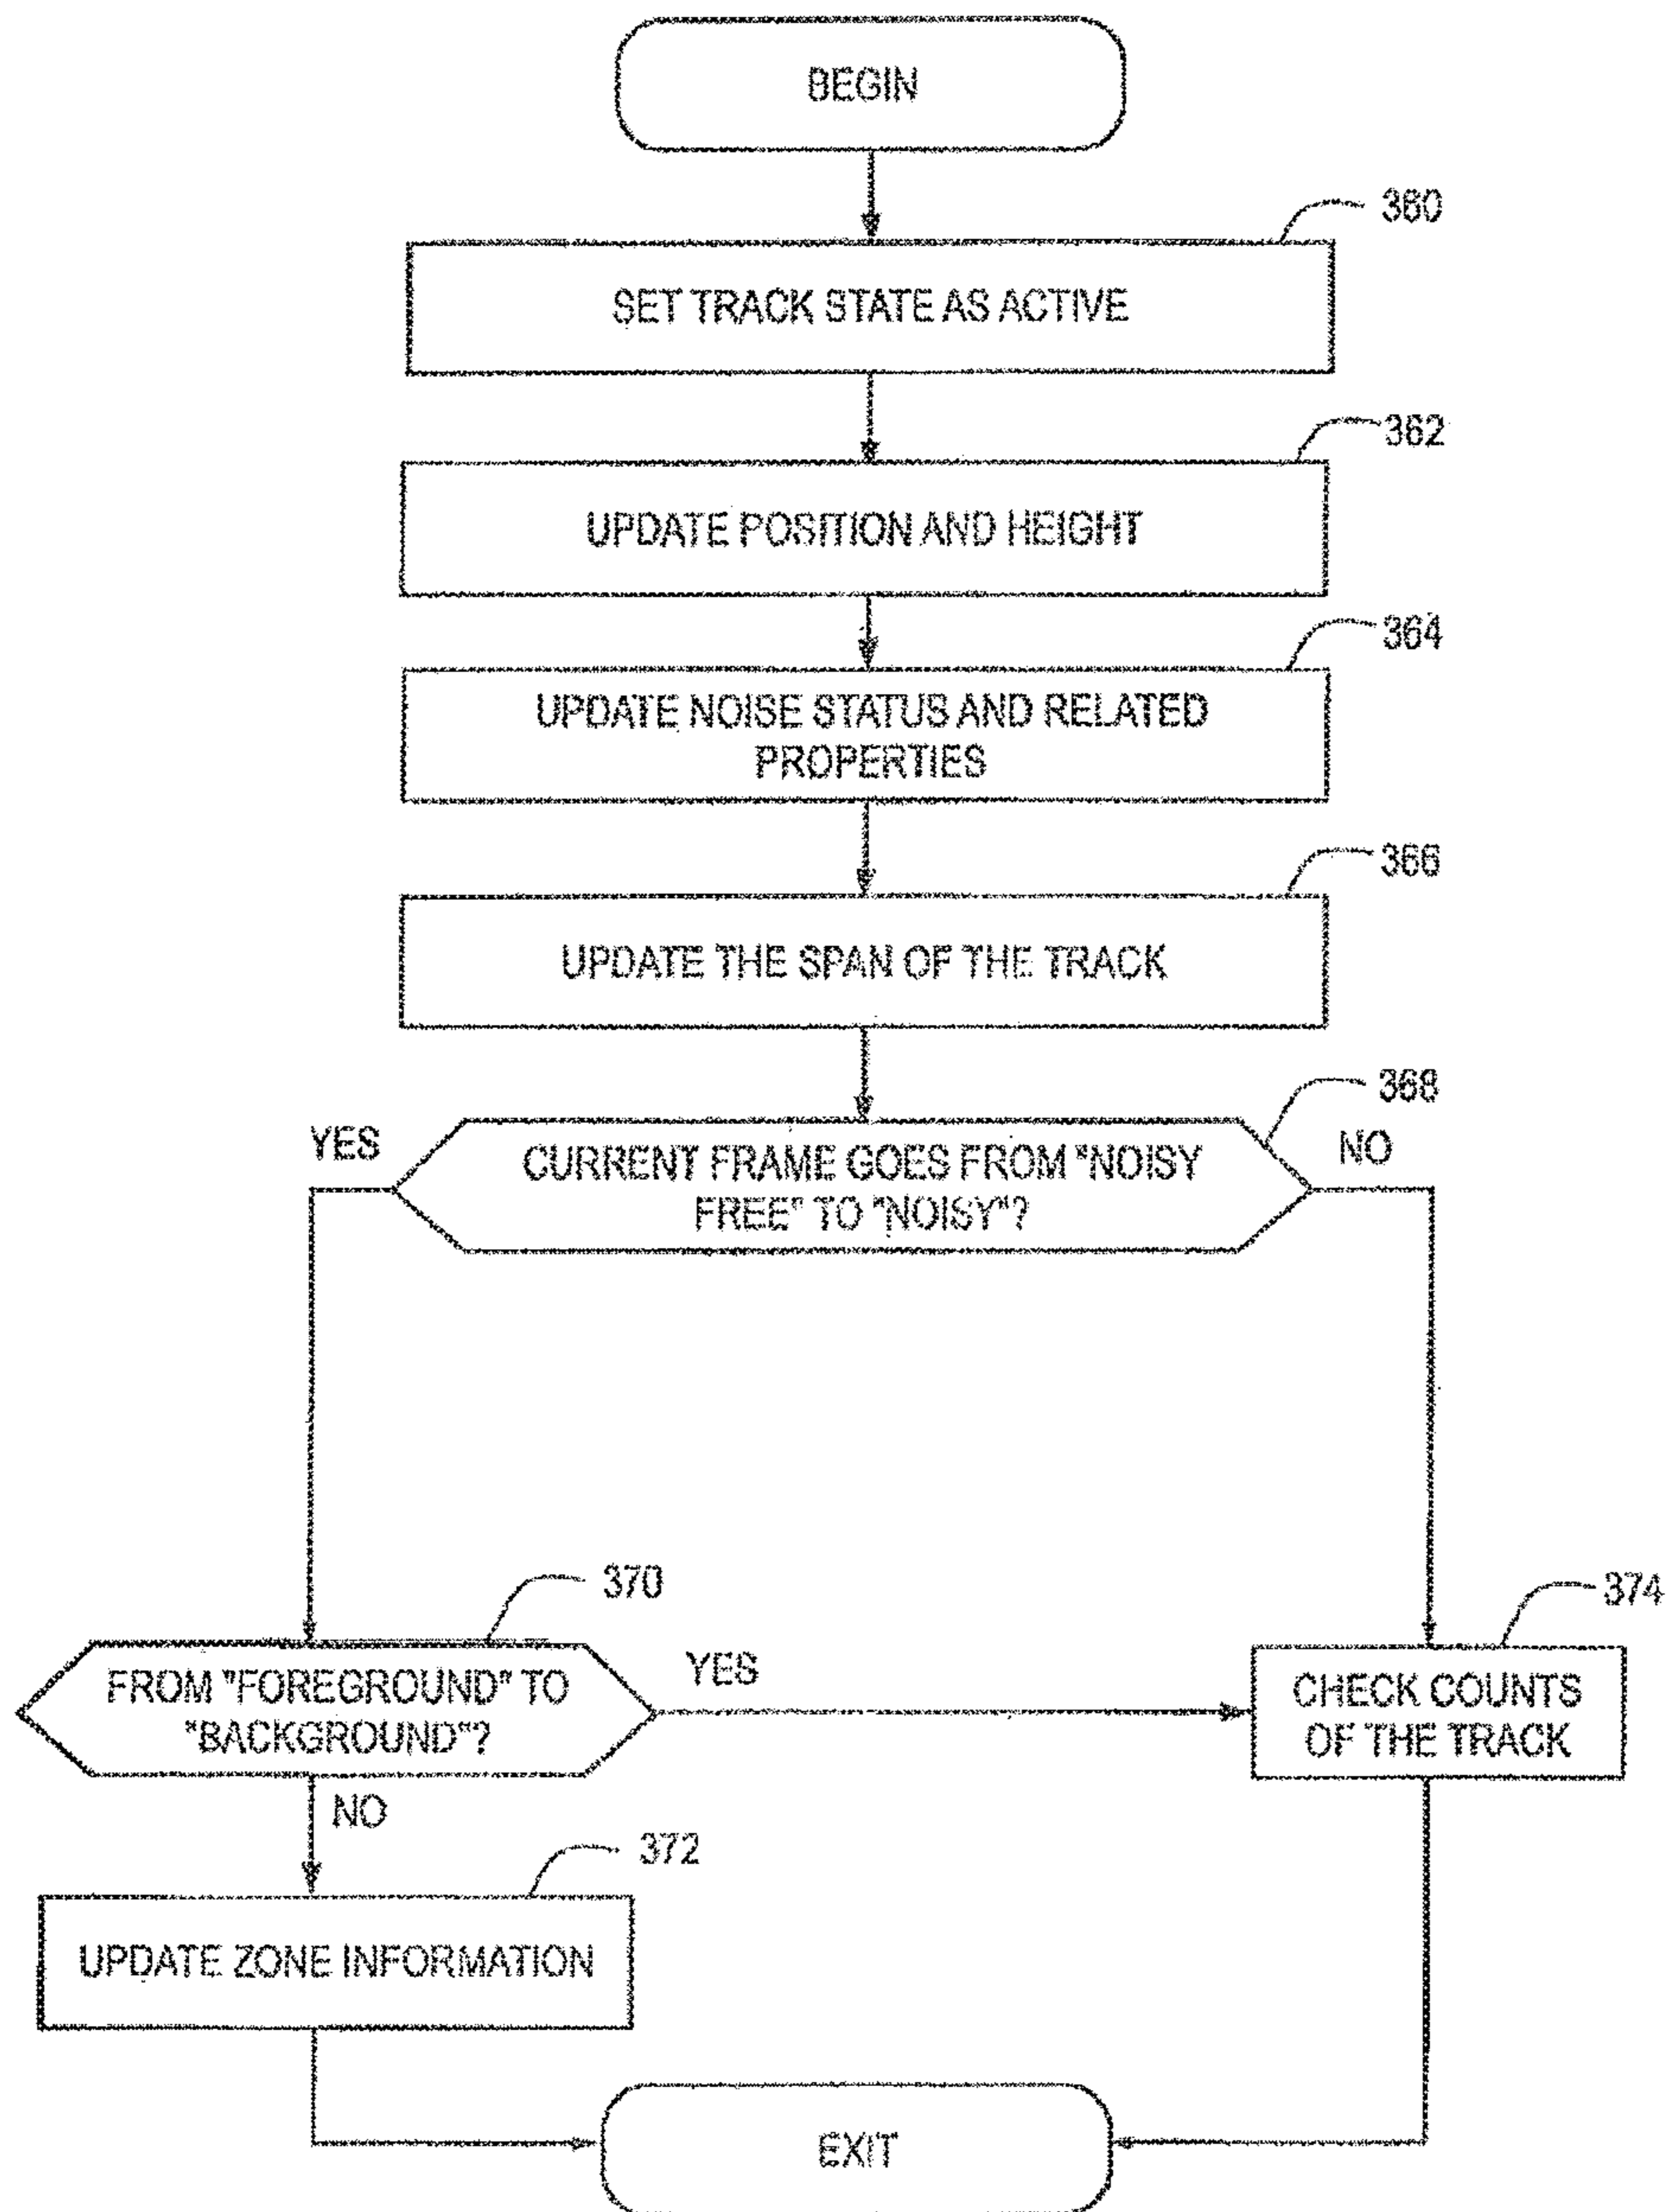 BEGIN
360
SET TRACK STATE AS ACTIVE
362
UPDATE POSITION AND HEIGHT
364
UPDATE NOISE STATUS AND RELATED
PROPERTIES
366
UPDATE THE SPAN OF THE TRACK
368
YES
CURRENT FRAME GOES FROM "NOISY
FREE" TO "NOISY"?
NO
370
374
FROM "FOREGROUND" TO
"BACKGROUND"?
YES
CHECK COUNTS
OF THE TRACK
NO
372
UPDATE ZONE INFORMATION
EXIT